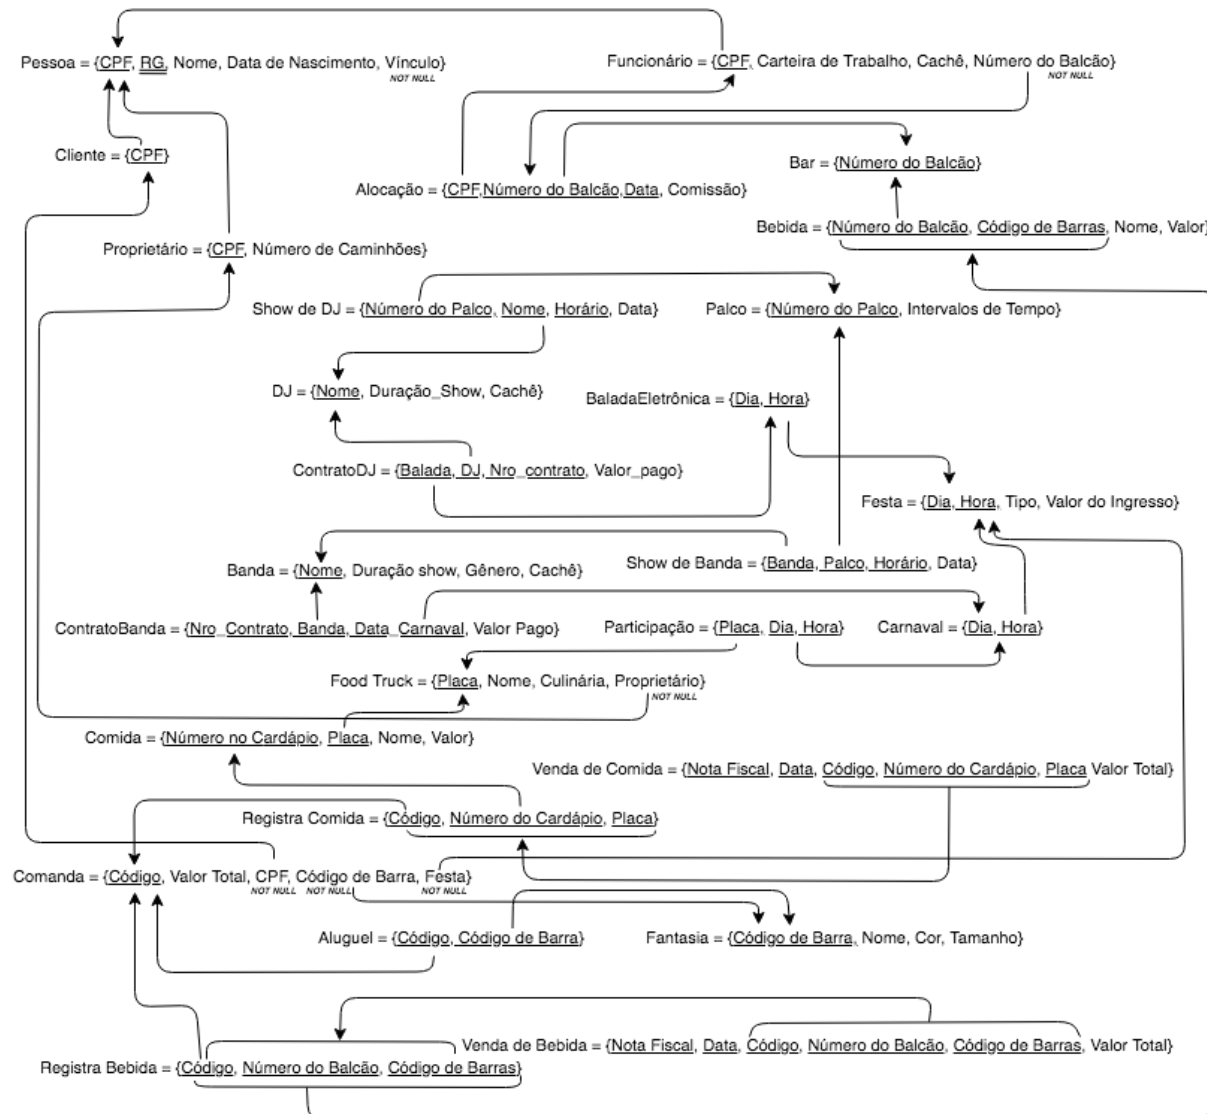 Pessoa = {CPF, RG, Nome, Data de Nascimento, Vínculo}
NOT NULL
Funcionário = {CPF, Carteira de Trabalho, Cachê, Número do Balcão}
NOT NULL
Cliente = {CPF}
Bar = {Número do Balcão}
Alocação = {CPF,Número do Balcão,Data, Comissão}
Bebida = {Número do Balcão, Código de Barras, Nome, Valor}
Proprietário = {CPF, Número de Caminhões}
Show de DJ = {Número do Palco, Nome, Horário, Data}
Palco = {Número do Palco, Intervalos de Tempo}
DJ = {Nome, Duração_Show, Cachê}
BaladaEletrônica = {Dia, Hora}
ContratoDJ = {Balada, DJ, Nro_contrato, Valor_pago}
Festa = {Dia, Hora, Tipo, Valor do Ingresso}
Banda = {Nome, Duração show, Gênero, Cachê}
Show de Banda = {Banda, Palco, Horário, Data}
ContratoBanda = {Nro_Contrato, Banda, Data_Carnaval, Valor Pago}
Participação = {Placa, Dia, Hora}
Carnaval = {Dia, Hora}
Food Truck = {Placa, Nome, Culinária, Proprietário}
NOT NULL
Comida = {Número no Cardápio, Placa, Nome, Valor}
Venda de Comida = {Nota Fiscal, Data, Código, Número do Cardápio, Placa Valor Total}
Registra Comida = {Código, Número do Cardápio, Placa}
Comanda = {Código, Valor Total, CPF, Código de Barra, Festa}
NOT NULL NOT NULL NOT NULL
Aluguel = {Código, Código de Barra}
Fantasia = {Código de Barra, Nome, Cor, Tamanho}
Venda de Bebida = {Nota Fiscal, Data, Código, Número do Balcão, Código de Barras, Valor Total}
Registra Bebida = {Código, Número do Balcão, Código de Barras}